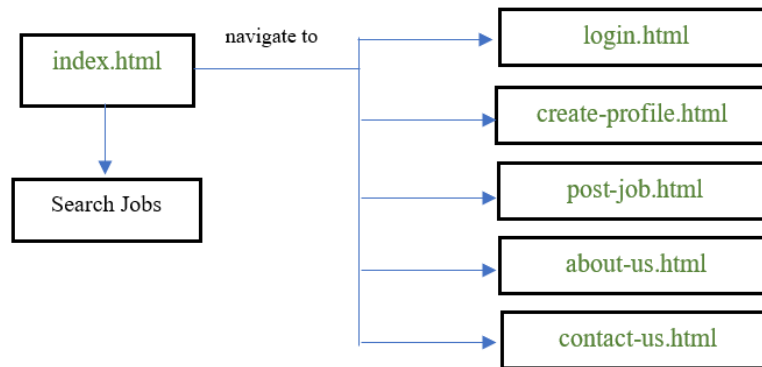 index.html
navigate to
login.html
create-profile.html
Search Jobs
post-job.html
about-us.html
contact-us.html